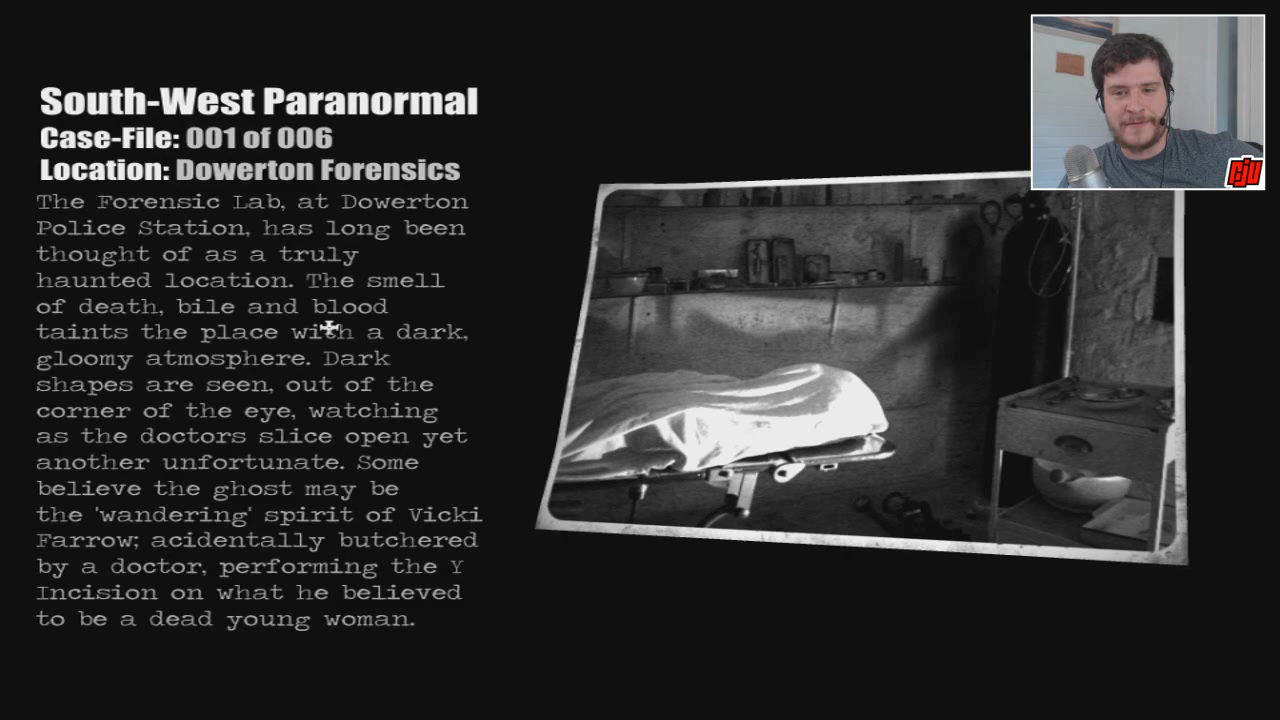 South-West Paranormal
Case-File: 001 of 006
Location: Dowerton Forensics
The Forensic Lab, at Dowerton
Police Station, has long been
thought of as a truly
haunted location. The smell
of death, bile and blood
taints the place with a dark,
gloomy atmosphere. Dark
shapes are seen, out of the
corner of the eye, watching
as the doctors slice open yet
another unfortunate. Some
believe the ghost may be
the 'wandering' spirit of Vicki
Farrow; acidentally butchered
by a doctor, performing the Y
Incision on what he believed
to be a dead young woman.